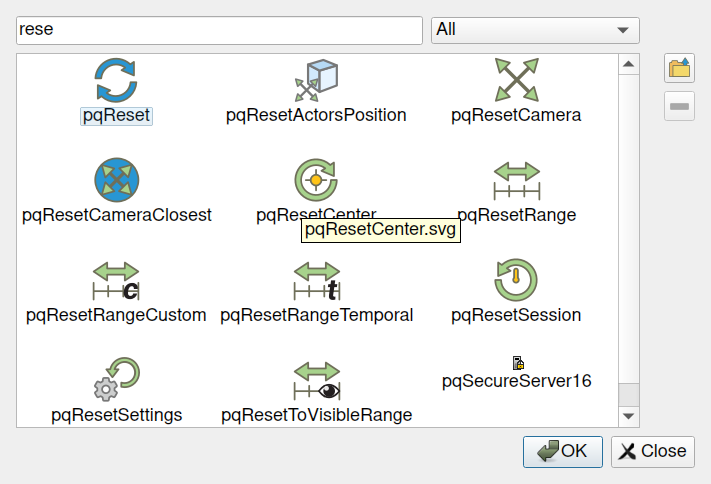 rese
All
pqReset
pqResetActorsPosition
pqResetCamera
pqResetCameraClosest
pqResetCenter
pqResetRange
pqResetCenter.svg
pqResetRangeCustom
pqResetRangeTemporal
pqResetSession
pqResetSettings
pqResetToVisibleRange
pqSecureServer16
OK
Close